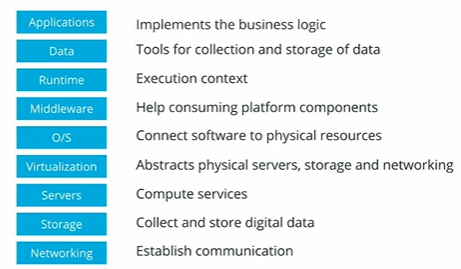 Applications Implements the business logic
Data Tools for collection and storage of data
Runtime Execution context
Middleware Help consuming platform components
O/S Connect software to physical resources
Virtualization Abstracts physical servers, storage and networking
Servers Compute services
Storage Collect and store digital data
Networking Establish communication